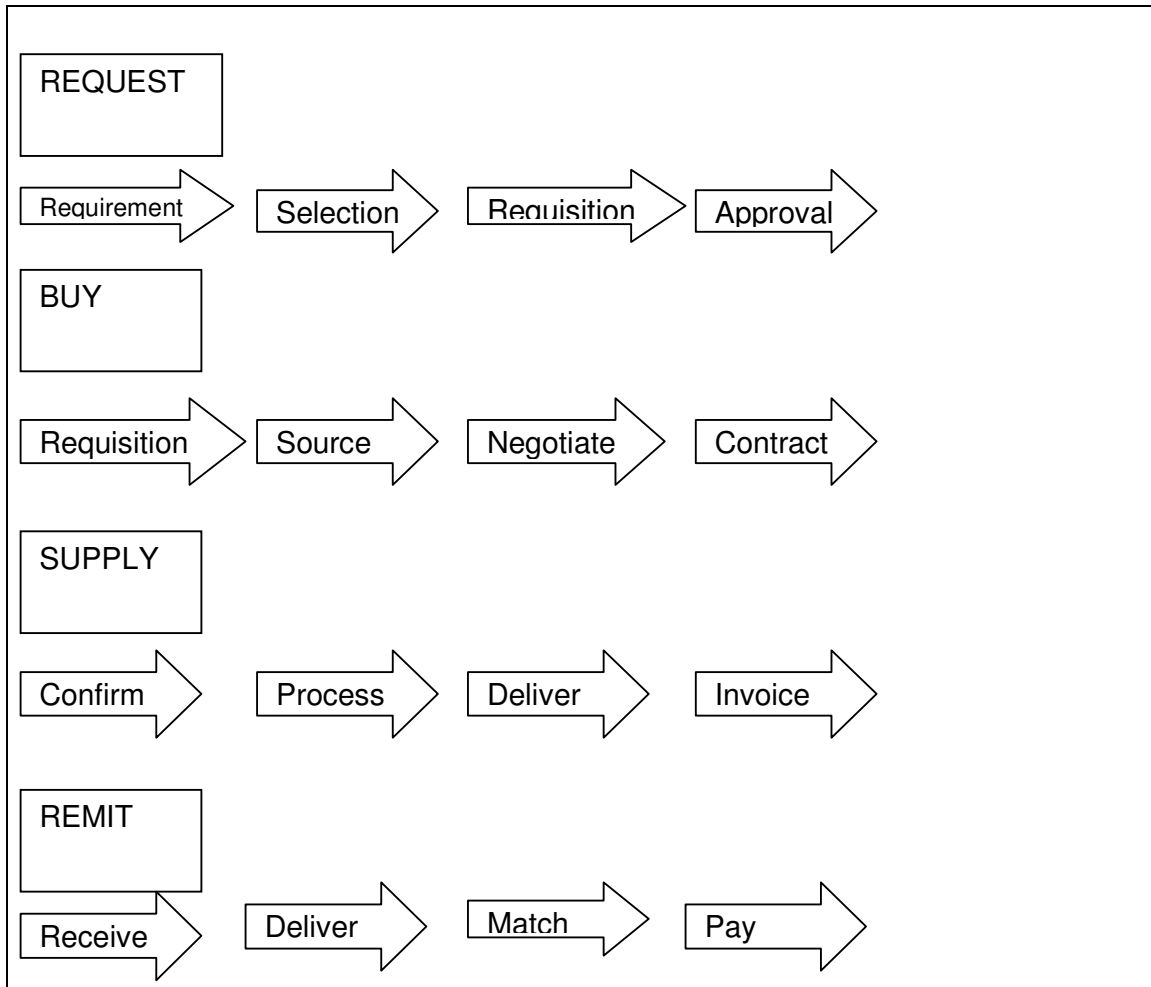 REQUEST
Requirement Selection Requisition Approval
BUY
Requisition Source Negotiate Contract
SUPPLY
Confirm Process Deliver Invoice
REMIT
Receive Deliver Match Pay